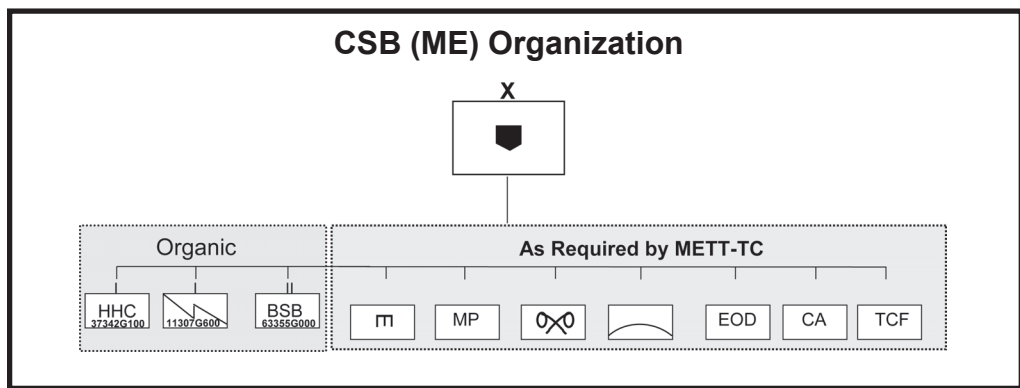 CSB (ME) Organization
X
Organic
As Required by METT-TC
HHC
37342G100
11307G600
BSB
63355G000
MP
EOD
CA
TCF